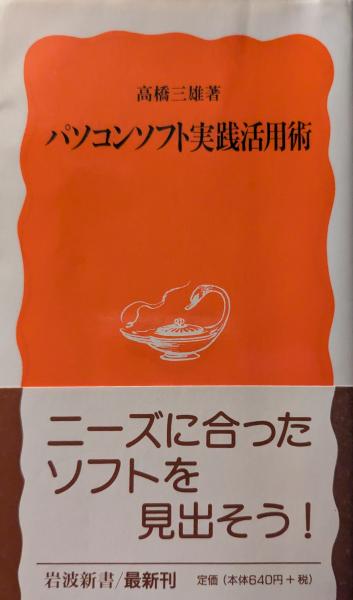 高橋三雄著
パソコンソフト実践活用術
ニーズに合った
ソフトを
見出そう!
岩波新書/最新刊
定価(本体640円+税)